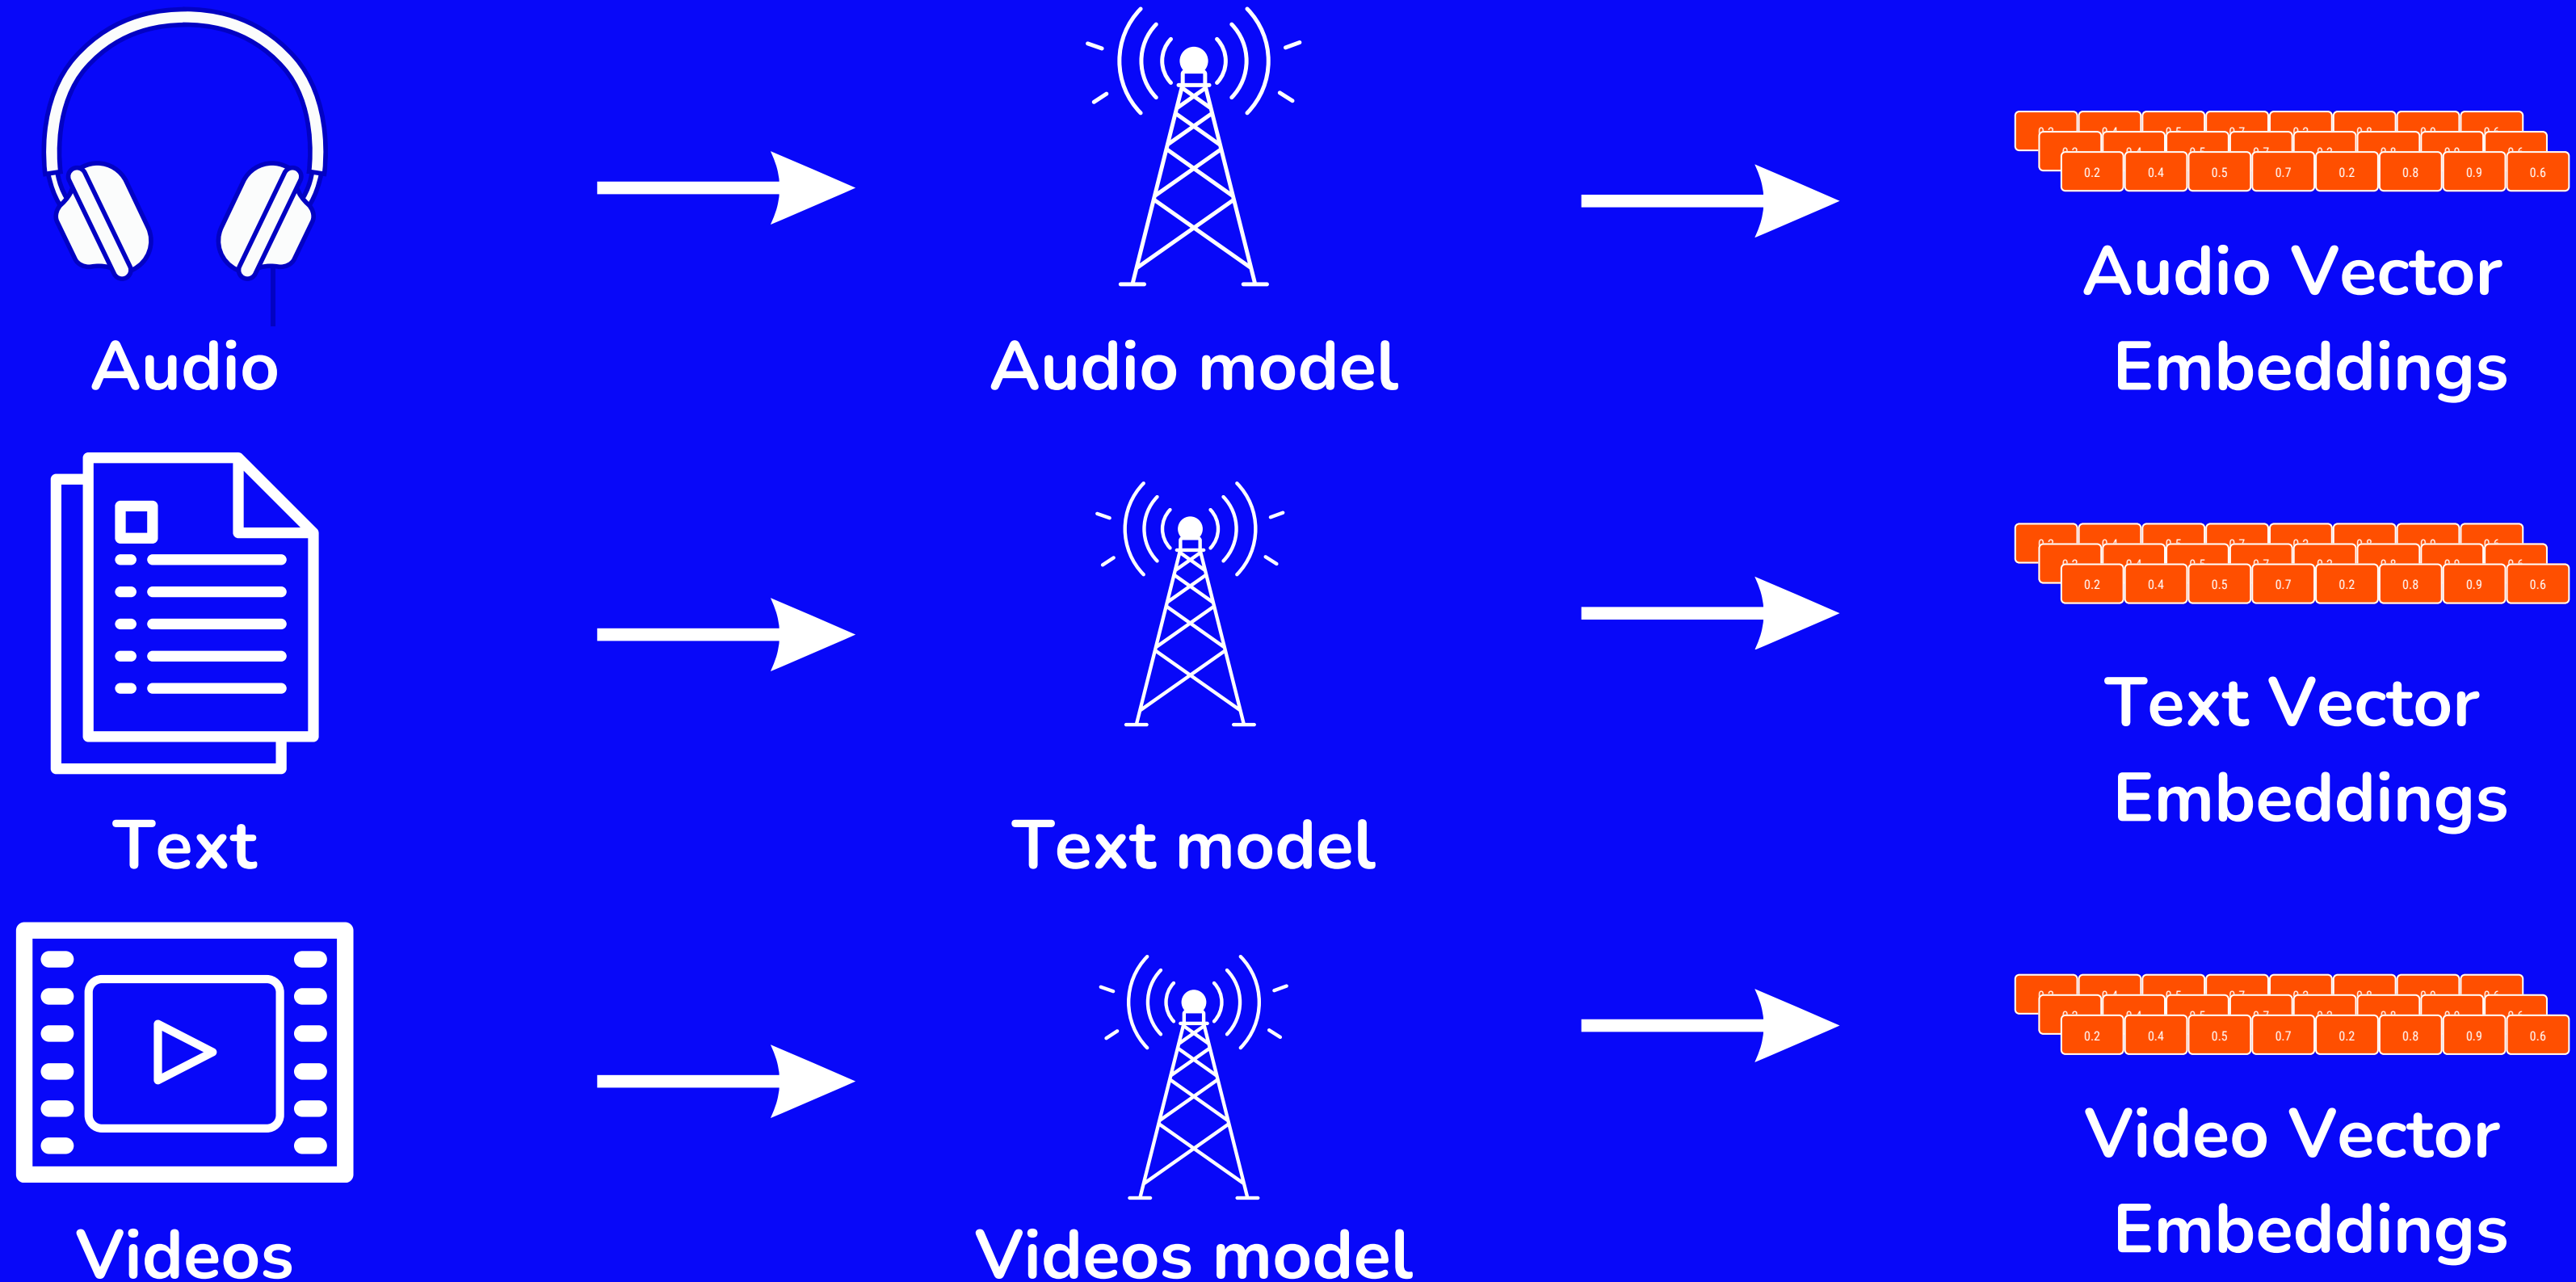 0.2 0.4 0.5 0.7 0.2 0.8 0.9 0.6
Audio Vector
Embeddings
Audio
Audio model
0.2 0.4 0.5 0.7 0.2 0.8 0.9 0.6
Text Vector
Embeddings
Text
Text model
0.2 0.4 0.5 0.7 0.2 0.8 0.9 0.6
Video Vector
Embeddings
Videos
Videos model